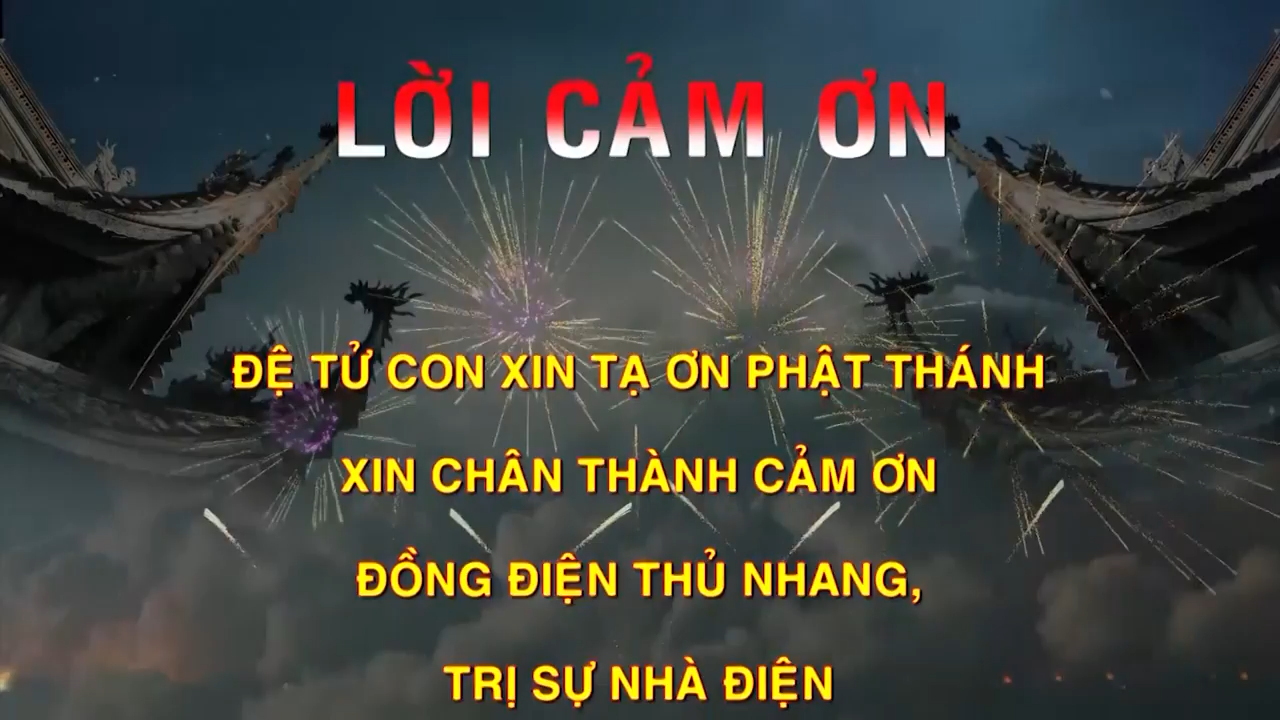 LỜI CẢM ƠN
ĐỆ TỬ CON XIN TẠ ƠN PHẬT THÁNH
XIN CHÂN THÀNH CẢM ƠN
ĐỒNG ĐIỆN THỦ NHANG,
TRỊ SỰ NHÀ ĐIỆN